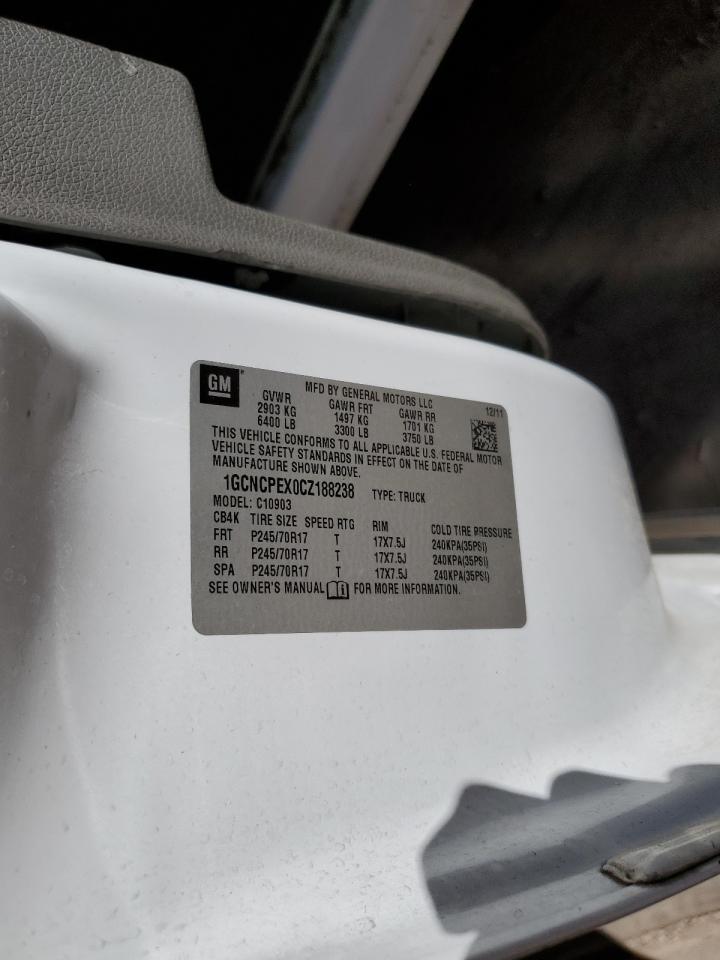 GM
MFD BY GENERAL MOTORS LLC
12/11
GVWR GAWR FRT GAWR RR
2903 KG 1497 KG 1701 KG
6400 LB 3300 LB 3750 LB
THIS VEHICLE CONFORMS TO ALL APPLICABLE U.S. FEDERAL MOTOR
VEHICLE SAFETY STANDARDS IN EFFECT ON THE DATE OF
MANUFACTURE SHOWN ABOVE.
1GCNCPEX0CZ188238 TYPE: TRUCK
MODEL: C10903
CB4K TIRE SIZE SPEED RTG RIM COLD TIRE PRESSURE
FRT P245/70R17 T 17X7.5J 240KPA(35PSI)
RR P245/70R17 T 17X7.5J 240KPA(35PSI)
SPA P245/70R17 T 17X7.5J 240KPA(35PSI)
SEE OWNER'S MANUAL i FOR MORE INFORMATION.